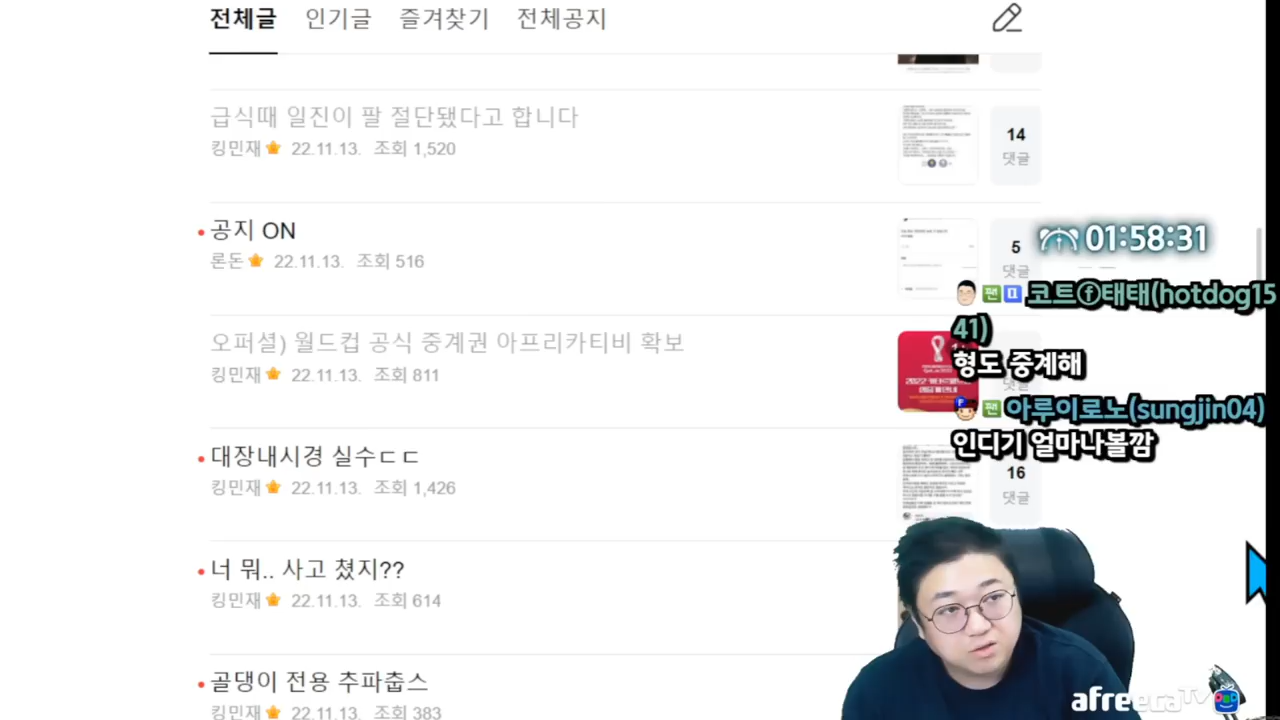 전체글 인기글 즐겨찾기 전체공지
급식때 일진이 팔 절단됐다고 합니다
킹민재 22.11.13. 조회 1,520
14
댓글
공지 ON
론돈 22.11.13. 조회 516
5
댓글
01:58:31
코트ⓕ태태(hotdog15
41)
형도 중계해
오퍼셜) 월드컵 공식 중계권 아프리카티비 확보
킹민재 22.11.13. 조회 811
댓글
아루이로노(sungjin04)
인디기 얼마나볼깜
대장내시경 실수ㄷㄷ
킹민재 22.11.13. 조회 1,426
16
댓글
너 뭐.. 사고 쳤지??
킹민재 22.11.13. 조회 614
골댕이 전용 추파춥스
킹민재 22.11.13. 조회 383
afreecaTV